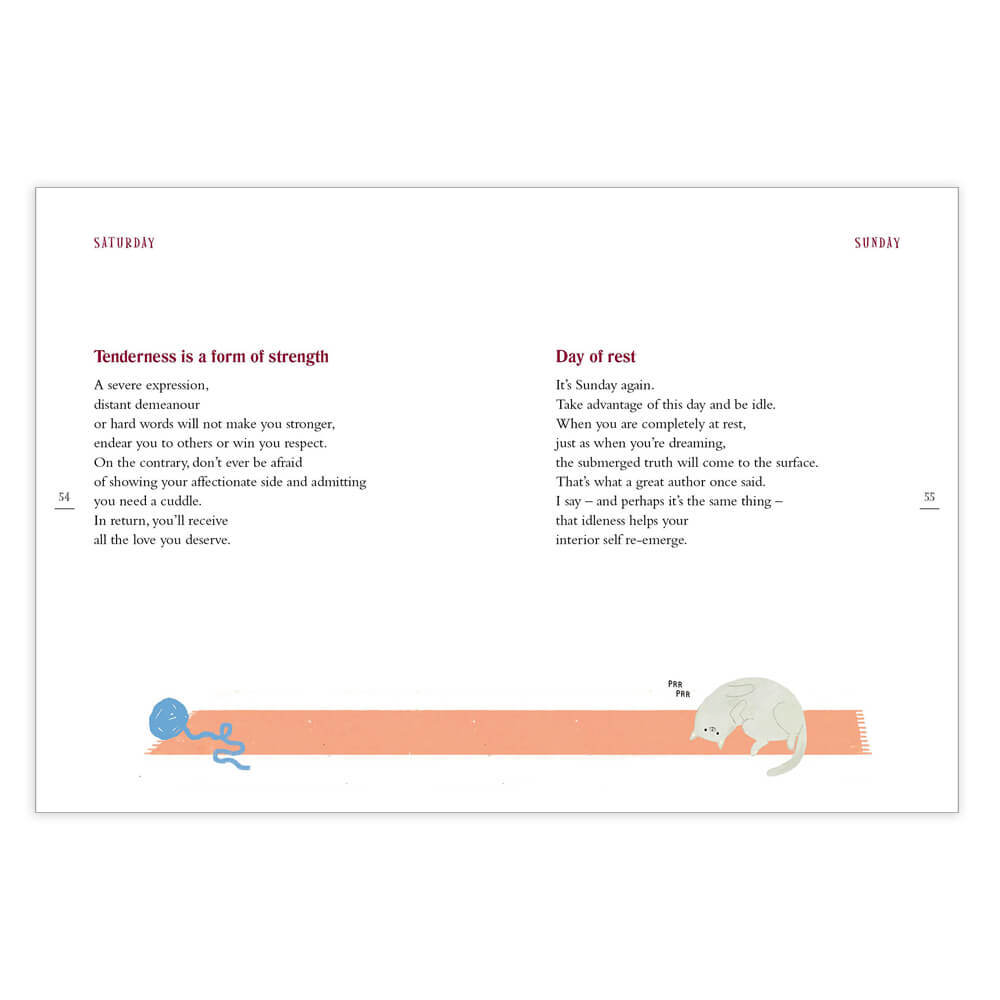 SATURDAY
Tenderness is a form of strength
A severe expression,
distant demeanour
or hard words will not make you stronger,
endear you to others or win you respect.
On the contrary, don't ever be afraid
of showing your affectionate side and admitting
you need a cuddle.
In return, you'll receive
all the love you deserve.
54
SUNDAY
Day of rest
It's Sunday again.
Take advantage of this day and be idle.
When you are completely at rest,
just as when you're dreaming,
the submerged truth will come to the surface.
That's what a great author once said.
I say – and perhaps it's the same thing –
that idleness helps your
interior self re-emerge.
55
PRR
PRR